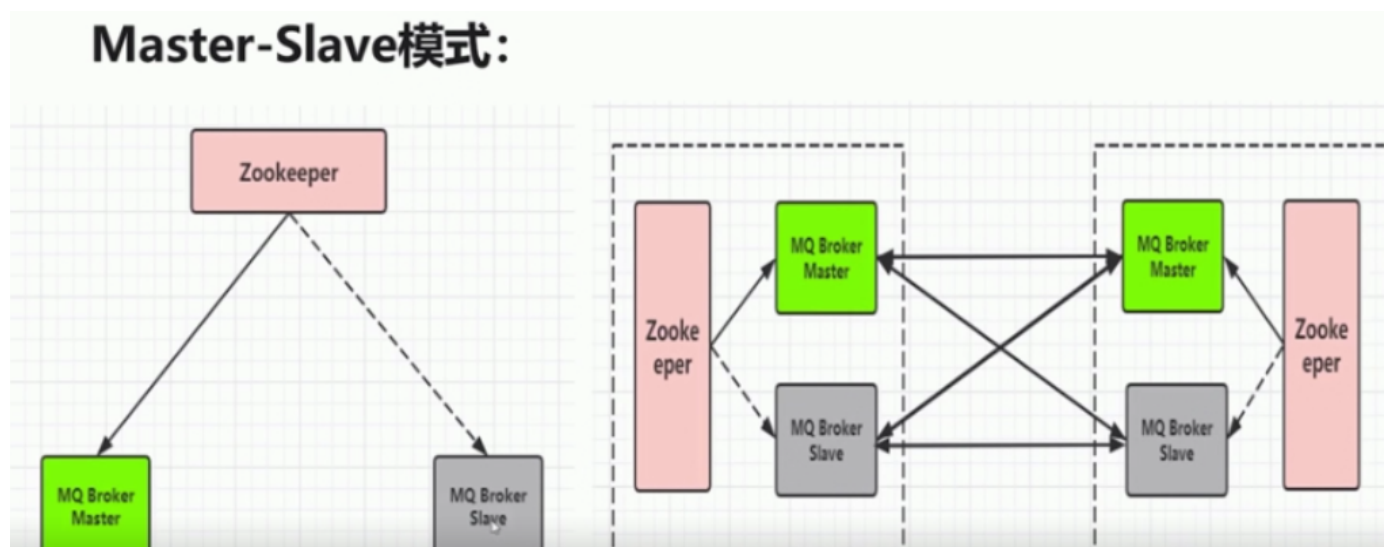 Master-Slave模式：
Zookeeper
MQ Broker
Master
MQ Broker
Slave
Zooke
eper
MQ Broker
Master
MQ Broker
Slave
MQ Broker
Master
MQ Broker
Slave
Zooke
eper